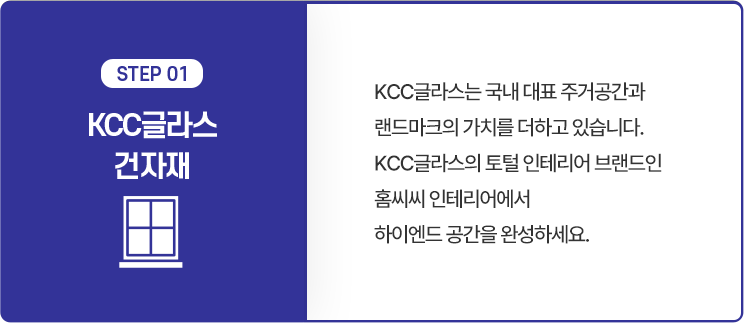 STEP 01
KCC글라스
건자재
KCC글라스는 국내 대표 주거공간과
랜드마크의 가치를 더하고 있습니다.
KCC글라스의 토털 인테리어 브랜드인
홈씨씨 인테리어에서
하이엔드 공간을 완성하세요.